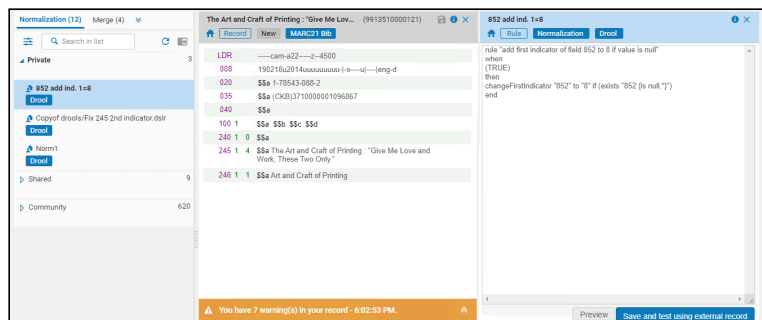 Normalization (12) Merge (4)
Search in list
Private 3
852 add ind. 1=8
Drool
Copyof drools/Fix 245 2nd indicator.dslr
Drool
Norm1
Drool
Shared 9
Community 620
The Art and Craft of Printing : "Give Me Lov... (9913510000121)
Record New MARC21 Bib
LDR -----cam-a22-----z--4500
008 190218u2014uuuuuuuuu-|-o----u|----|eng-d
020 $$a 1-78543-088-2
035 $$a (CKB)3710000001096867
040 $$a
100 1 $$a $$b $$c $$d
240 1 0 $$a
245 1 4 $$a The Art and Craft of Printing : "Give Me Love and
Work, These Two Only."
246 1 1 $$a Art and Craft of Printing
You have 7 warning(s) in your record - 6:02:53 PM.
852 add ind. 1=8
Rule Normalization Drool
rule "add first indicator of field 852 to 8 if value is null"
when
(TRUE)
then
changeFirstIndicator "852" to "8" if (exists "852.{is null,*}")
end
Preview Save and test using external record